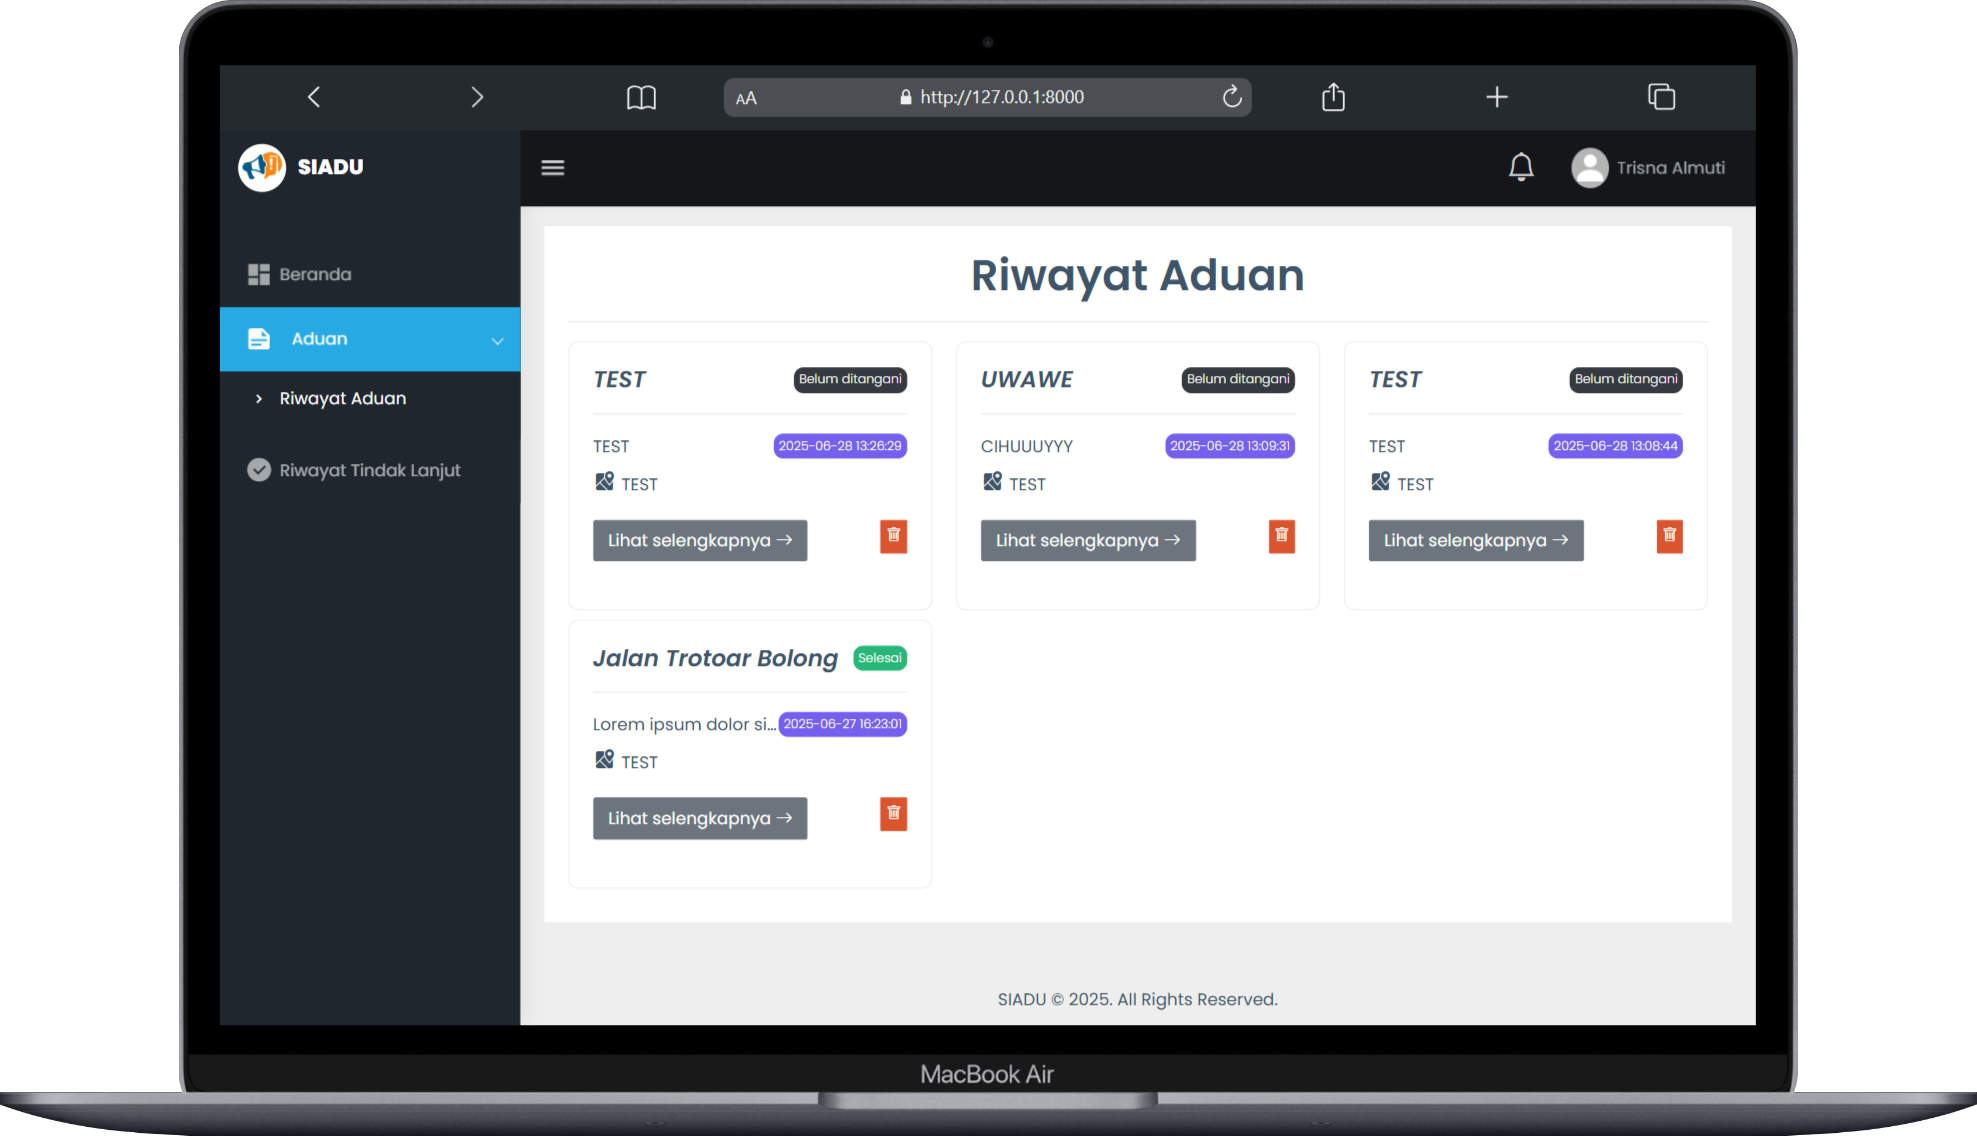 AA
http://127.0.0.1:8000
SIADU
Trisna Almuti
Beranda
Aduan
Riwayat Aduan
Riwayat Tindak Lanjut
Riwayat Aduan
TEST
Belum ditangani
TEST
2025-06-28 13:26:29
TEST
Lihat selengkapnya →
UWAWE
Belum ditangani
CIHUUUYYY
2025-06-28 13:09:31
TEST
Lihat selengkapnya →
TEST
Belum ditangani
TEST
2025-06-28 13:08:44
TEST
Lihat selengkapnya →
Jalan Trotoar Bolong
Selesai
Lorem ipsum dolor si...
2025-06-27 16:23:01
TEST
Lihat selengkapnya →
SIADU © 2025. All Rights Reserved.
MacBook Air